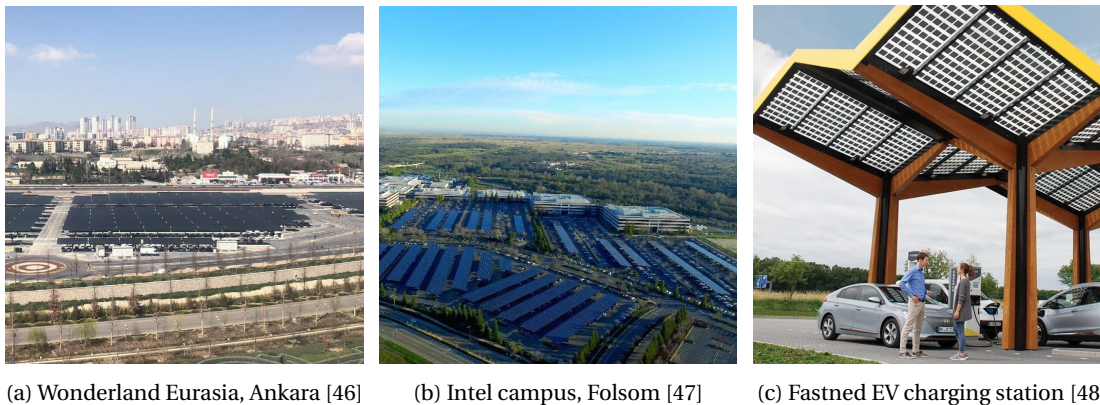 (a) Wonderland Eurasia, Ankara [46]
(b) Intel campus, Folsom [47]
(c) Fastned EV charging station [48